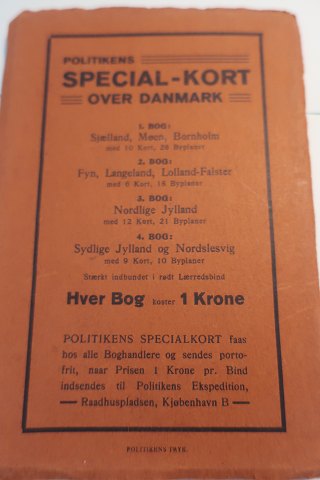 POLITIKENS
SPECIAL-KORT
OVER DANMARK
1. BOG:
Sjælland, Møen, Bornholm
med 10 Kort, 28 Byplaner
2. BOG:
Fyn, Langeland, Lolland-Falster
med 6 Kort, 15 Byplaner
3. BOG:
Nordlige Jylland
med 12 Kort, 21 Byplaner
4. BOG:
Sydlige Jylland og Nordslesvig
med 9 Kort, 10 Byplaner
Stærkt indbundet i rødt Lærredsbind
Hver Bog koster 1 Krone
POLITIKENS SPECIALKORT faas
hos alle Boghandlere og sendes porto-
frit, naar Prisen 1 Krone pr. Bind
indsendes til Politikens Ekspedition,
— Raadhuspladsen, Kjøbenhavn B —
POLITIKENS TRYK.